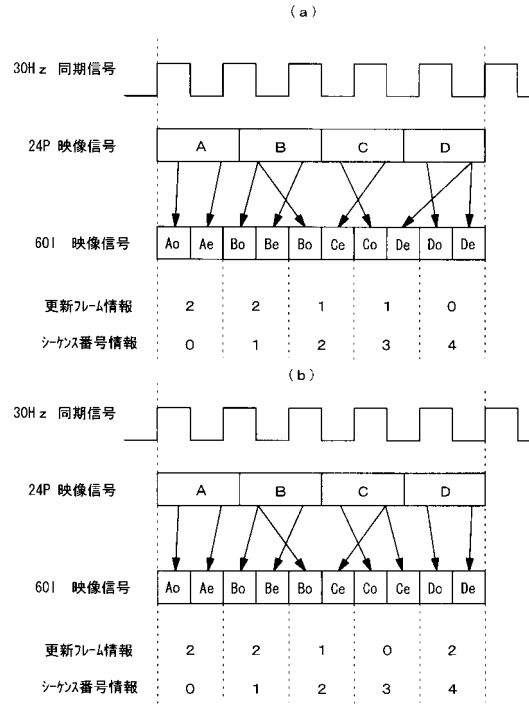 (a)
30Hz 同期信号
24P 映像信号
A B C D
60I 映像信号
Ao Ae Bo Be Bo Ce Co De Do De
更新フレーム情報
2 2 1 1 0
シーケンス番号情報
0 1 2 3 4
(b)
30Hz 同期信号
24P 映像信号
A B C D
60I 映像信号
Ao Ae Bo Be Bo Ce Co Ce Do De
更新フレーム情報
2 2 1 0 2
シーケンス番号情報
0 1 2 3 4